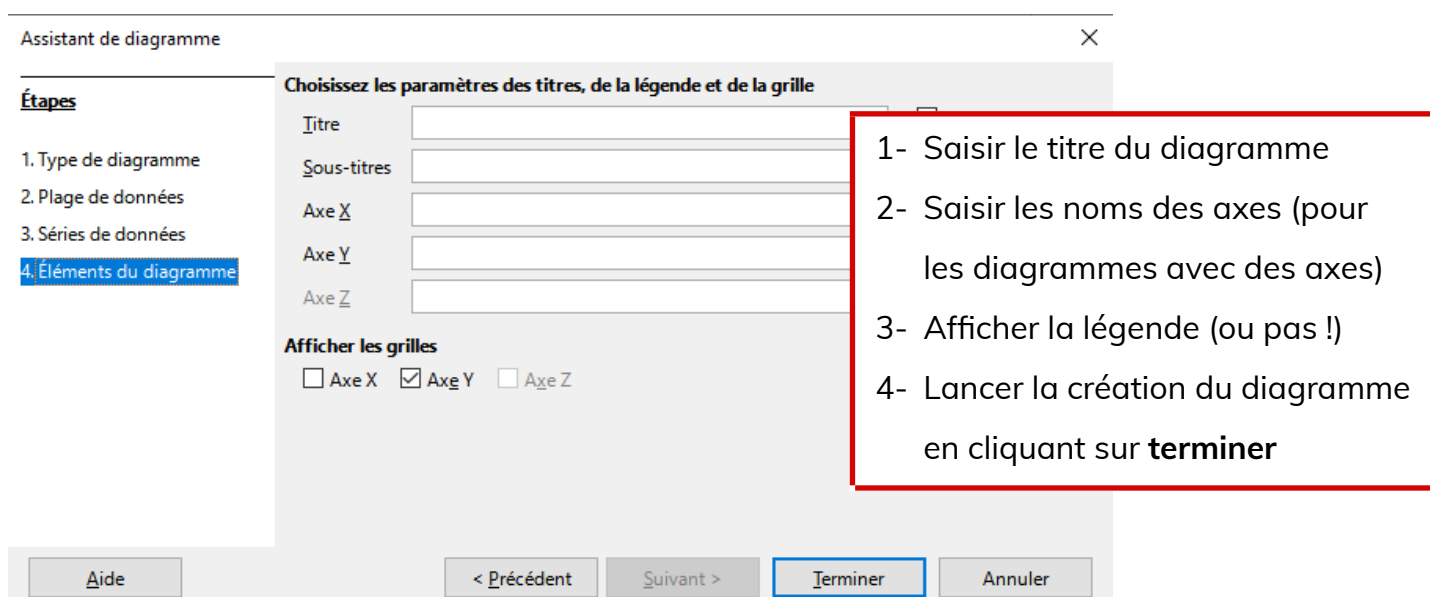 Assistant de diagramme
Étapes
1. Type de diagramme
2. Plage de données
3. Séries de données
4. Éléments du diagramme
Choisissez les paramètres des titres, de la légende et de la grille
Titre
Sous-titres
Axe X
Axe Y
Axe Z
Afficher les grilles
Axe X Axe Y Axe Z
1- Saisir le titre du diagramme
2- Saisir les noms des axes (pour
les diagrammes avec des axes)
3- Afficher la légende (ou pas !)
4- Lancer la création du diagramme
en cliquant sur terminer
Aide < Précédent Suivant > Terminer Annuler